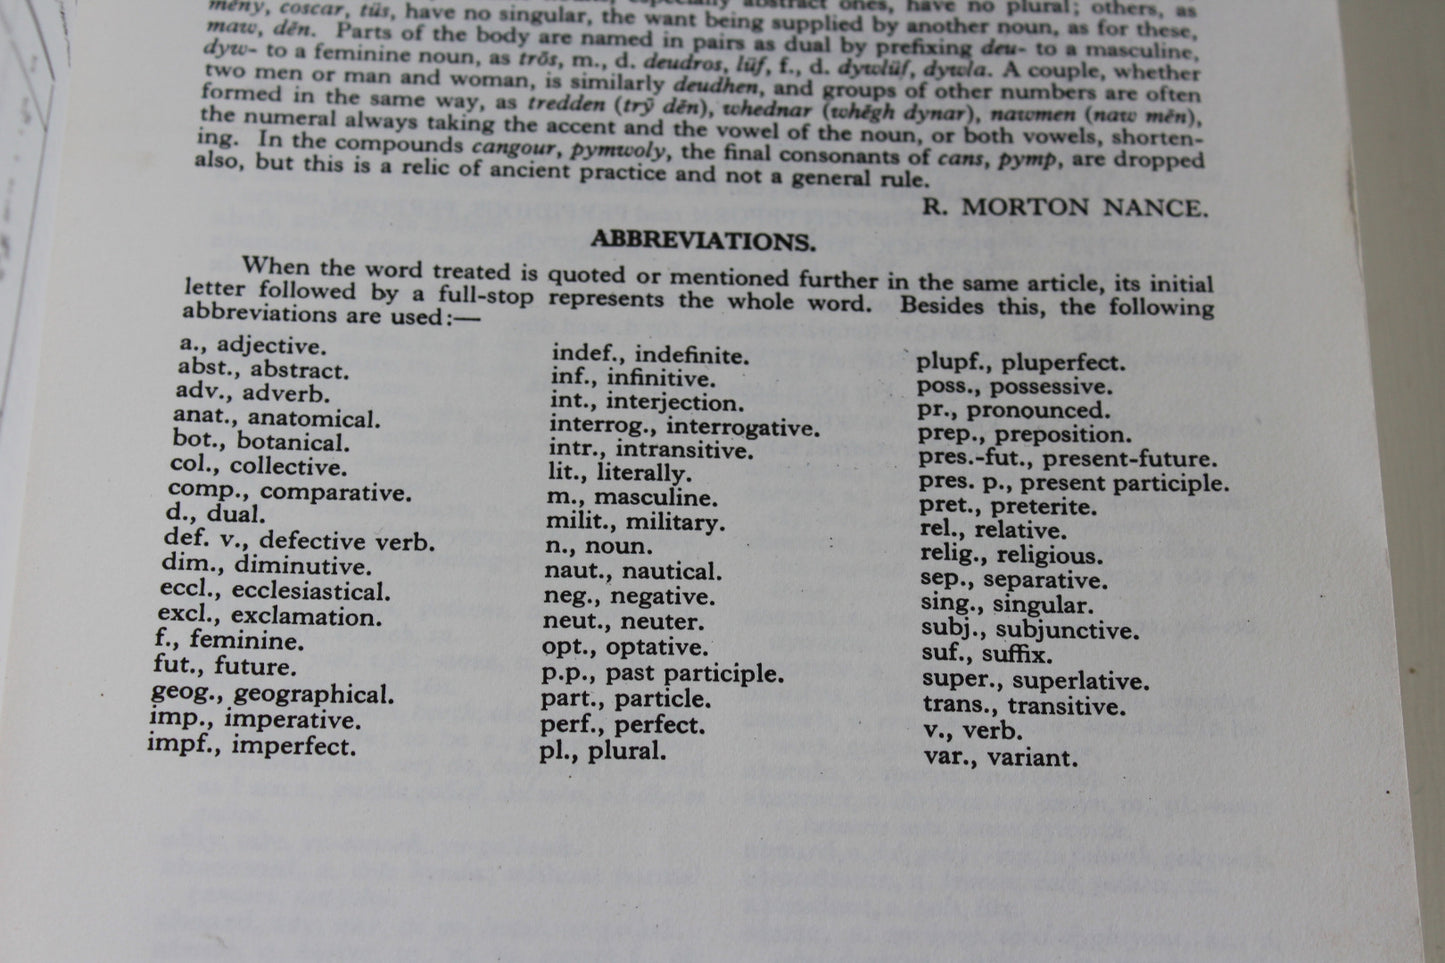 mêny, coscar, tüs, have no singular, the want being supplied by another noun, as for these,
maw, dên. Parts of the body are named in pairs as dual by prefixing deu- to a masculine,
dyw- to a feminine noun, as trŏs, m., d. deudros, lüf, f., d. dywlüf, dywla. A couple, whether
two men or man and woman, is similarly deudhen, and groups of other numbers are often
formed in the same way, as tredden (trȳ dên), whednar (whêgh dynar), nawmen (naw mên),
the numeral always taking the accent and the vowel of the noun, or both vowels, shorten-
ing. In the compounds cangour, pymwoly, the final consonants of cans, pymp, are dropped
also, but this is a relic of ancient practice and not a general rule.
R. MORTON NANCE.
ABBREVIATIONS.
When the word treated is quoted or mentioned further in the same article, its initial
letter followed by a full-stop represents the whole word. Besides this, the following
abbreviations are used:—
a., adjective.
abst., abstract.
adv., adverb.
anat., anatomical.
bot., botanical.
col., collective.
comp., comparative.
d., dual.
def. v., defective verb.
dim., diminutive.
eccl., ecclesiastical.
excl., exclamation.
f., feminine.
fut., future.
geog., geographical.
imp., imperative.
impf., imperfect.
indef., indefinite.
inf., infinitive.
int., interjection.
interrog., interrogative.
intr., intransitive.
lit., literally.
m., masculine.
milit., military.
n., noun.
naut., nautical.
neg., negative.
neut., neuter.
opt., optative.
p.p., past participle.
part., particle.
perf., perfect.
pl., plural.
plupf., pluperfect.
poss., possessive.
pr., pronounced.
prep., preposition.
pres.-fut., present-future.
pres. p., present participle.
pret., preterite.
rel., relative.
relig., religious.
sep., separative.
sing., singular.
subj., subjunctive.
suf., suffix.
super., superlative.
trans., transitive.
v., verb.
var., variant.